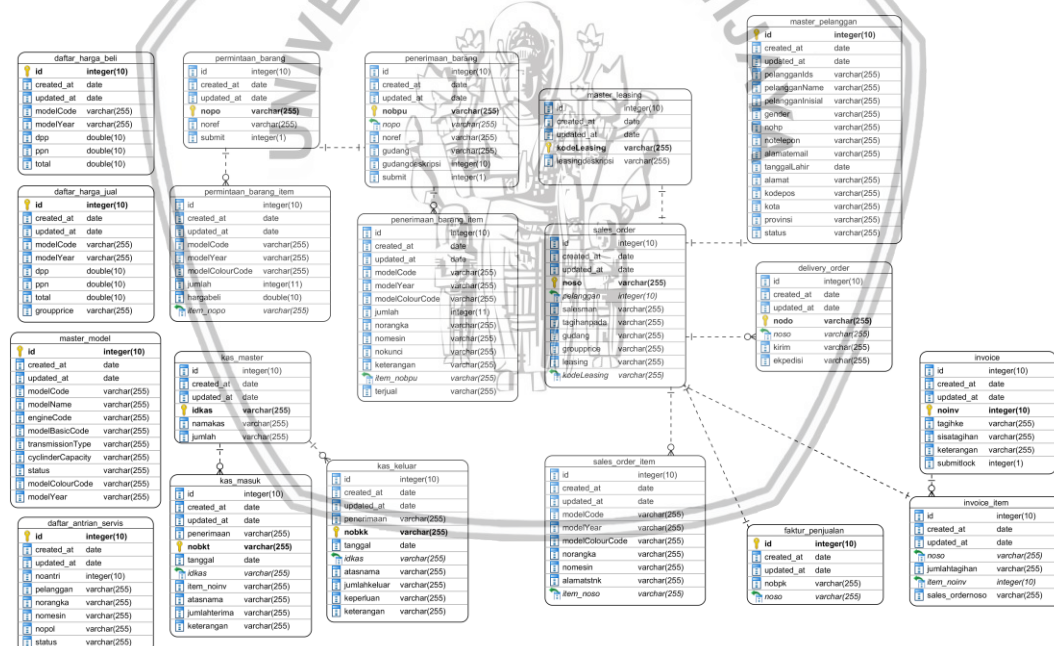 daftar_harga_beli
id integer(10)
created_at date
updated_at date
modelCode varchar(255)
modelYear varchar(255)
dpp double(10)
ppn double(10)
total double(10)
permintaan_barang
id integer(10)
created_at date
updated_at date
nopo varchar(255)
noref varchar(255)
submit integer(1)
penerimaan_barang
id integer(10)
created_at date
updated_at date
nobpu varchar(255)
nopo varchar(255)
noref varchar(255)
gudang varchar(255)
gudangdeskripsi integer(10)
submit integer(1)
master_leasing
id integer(10)
created_at date
updated_at date
kodeLeasing varchar(255)
leasingdeskripsi varchar(255)
master_pelanggan
id integer(10)
created_at date
updated_at date
pelangganIds varchar(255)
pelangganName varchar(255)
pelangganInisial varchar(255)
gender varchar(255)
nohp varchar(255)
notelepon varchar(255)
alamatemail varchar(255)
tanggalLahir date
alamat varchar(255)
kodepos varchar(255)
kota varchar(255)
provinsi varchar(255)
status varchar(255)
daftar_harga_jual
id integer(10)
created_at date
updated_at date
modelCode varchar(255)
modelYear varchar(255)
dpp double(10)
ppn double(10)
total double(10)
groupprice varchar(255)
permintaan_barang_item
id integer(10)
created_at date
updated_at date
modelCode varchar(255)
modelYear varchar(255)
modelColourCode varchar(255)
jumlah integer(11)
hargabeli double(10)
item_nopo varchar(255)
penerimaan_barang_item
id integer(10)
created_at date
updated_at date
modelCode varchar(255)
modelYear varchar(255)
modelColourCode varchar(255)
jumlah integer(11)
norangka varchar(255)
nomesin varchar(255)
nokunci varchar(255)
keterangan varchar(255)
item_nobpu varchar(255)
terjual varchar(255)
sales_order
id integer(10)
created_at date
updated_at date
noso varchar(255)
pelanggan integer(10)
salesman varchar(255)
tagihanpada varchar(255)
gudang varchar(255)
groupprice varchar(255)
leasing varchar(255)
kodeLeasing varchar(255)
delivery_order
id integer(10)
created_at date
updated_at date
nodo varchar(255)
noso varchar(255)
kirim varchar(255)
ekpedisi varchar(255)
master_model
id integer(10)
created_at date
updated_at date
modelCode varchar(255)
modelName varchar(255)
engineCode varchar(255)
modelBasicCode varchar(255)
transmissionType varchar(255)
cyclinderCapacity varchar(255)
status varchar(255)
modelColourCode varchar(255)
modelYear varchar(255)
kas_master
id integer(10)
created_at date
updated_at date
idkas varchar(255)
namakas varchar(255)
jumlah varchar(255)
invoice
id integer(10)
created_at date
updated_at date
noinv integer(10)
tagihke varchar(255)
sisatagihan varchar(255)
keterangan varchar(255)
submitlock integer(1)
kas_masuk
id integer(10)
created_at date
updated_at date
penerimaan varchar(255)
nobkt varchar(255)
tanggal date
idkas varchar(255)
item_noinv varchar(255)
atasnama varchar(255)
jumlahterima varchar(255)
keterangan varchar(255)
kas_keluar
id integer(10)
created_at date
updated_at date
penerimaan varchar(255)
nobkk varchar(255)
tanggal date
idkas varchar(255)
atasnama varchar(255)
jumlahkeluar varchar(255)
keperluan varchar(255)
keterangan varchar(255)
sales_order_item
id integer(10)
created_at date
updated_at date
modelCode varchar(255)
modelYear varchar(255)
modelColourCode varchar(255)
norangka varchar(255)
nomesin varchar(255)
alamatstnk varchar(255)
item_noso varchar(255)
faktur_penjualan
id integer(10)
created_at date
updated_at date
nobpk varchar(255)
noso varchar(255)
invoice_item
id integer(10)
created_at date
updated_at date
noso varchar(255)
jumlahtagihan varchar(255)
item_noinv integer(10)
sales_ordernoso varchar(255)
daftar_antrian_servis
id integer(10)
created_at date
updated_at date
noantri integer(10)
pelanggan varchar(255)
norangka varchar(255)
nomesin varchar(255)
nopol varchar(255)
status varchar(255)